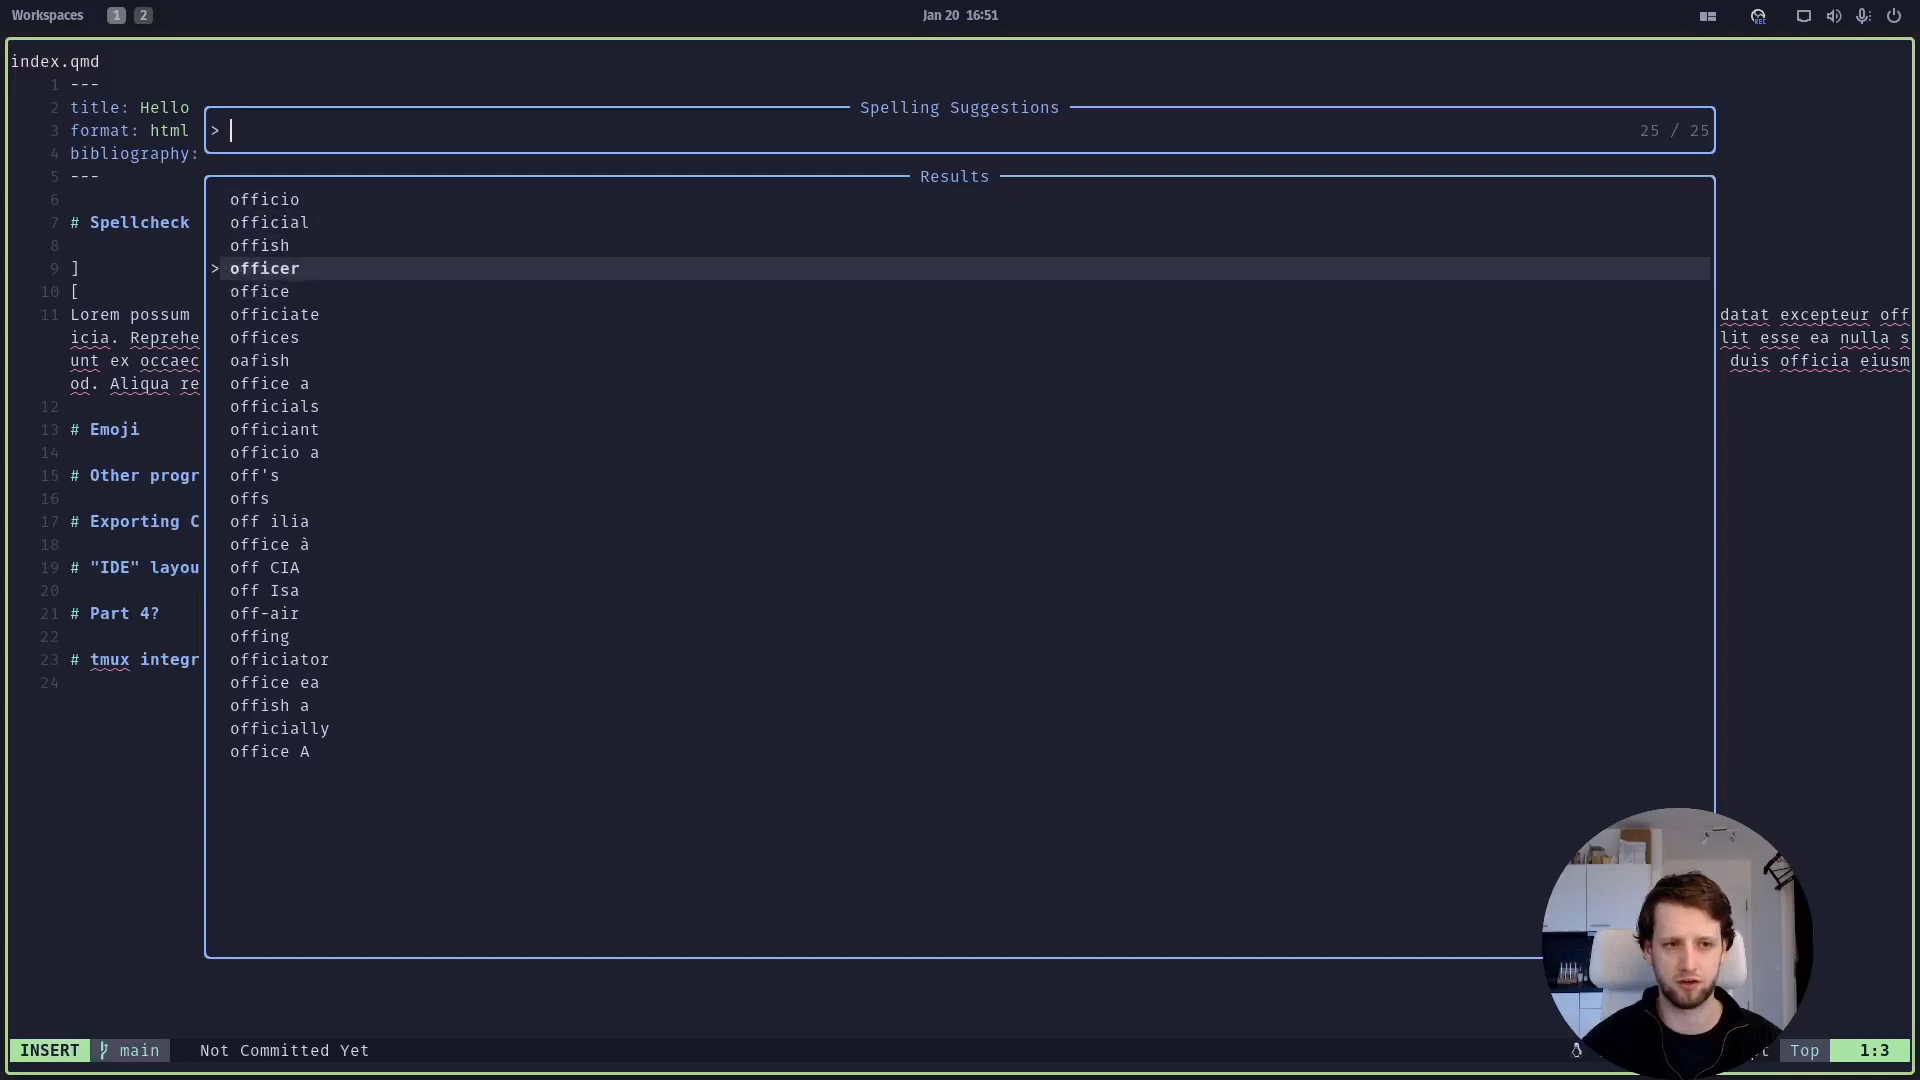 Workspaces 1 2 Jan 20 16:51 REC
index.qmd
1 ---
2 title: Hello
3 format: html
4 bibliography:
5 ---
6
7 # Spellcheck
8
9 ]
10 [
11 Lorem possum datat excepteur off
icia. Reprehe lit esse ea nulla s
unt ex occaec duis officia eiusm
od. Aliqua re
12
13 # Emoji
14
15 # Other progr
16
17 # Exporting C
18
19 # "IDE" layou
20
21 # Part 4?
22
23 # tmux integr
24
Spelling Suggestions
> 25 / 25
Results
officio
official
offish
> officer
office
officiate
offices
oafish
office a
officials
officiant
officio a
off's
offs
off ilia
office à
off CIA
off Isa
off-air
offing
officiator
office ea
offish a
officially
office A
INSERT main Not Committed Yet Top 1:3